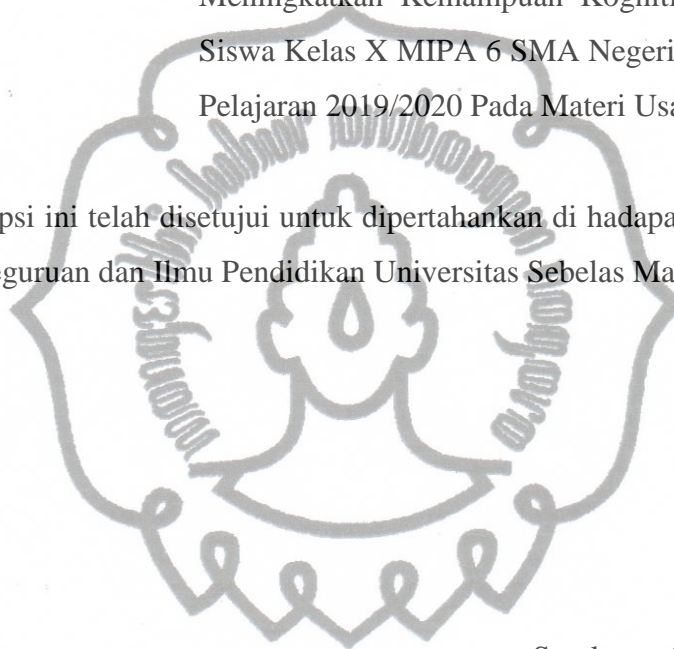 Meningkatkan Kemampuan Kogniti
Siswa Kelas X MIPA 6 SMA Negeri
Pelajaran 2019/2020 Pada Materi Usa
psi ini telah disetujui untuk dipertahankan di hadapa
eguruan dan Ilmu Pendidikan Universitas Sebelas Ma